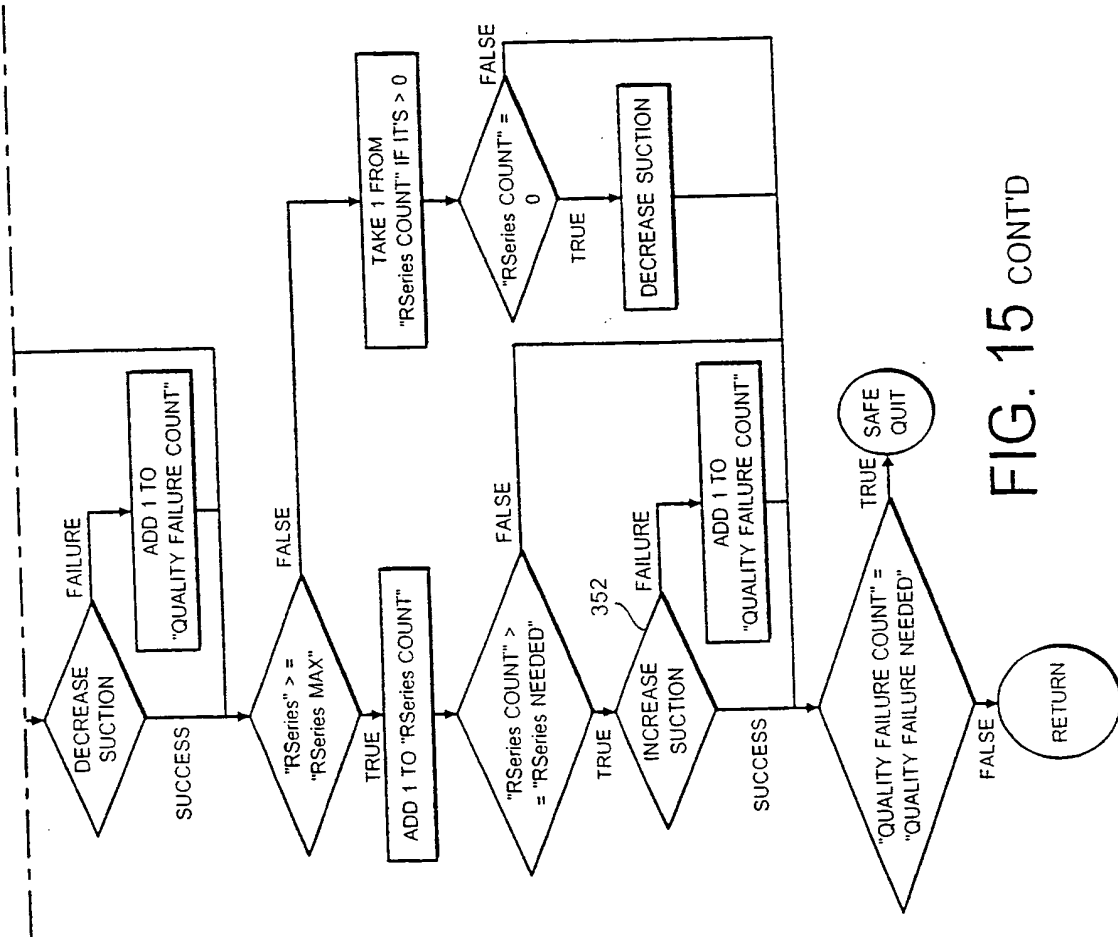 DECREASE
SUCTION
FAILURE
ADD 1 TO
"QUALITY FAILURE COUNT"
SUCCESS
"RSeries" > =
"RSeries MAX"
FALSE
TRUE
TAKE 1 FROM
"RSeries COUNT" IF IT'S > 0
"RSeries COUNT" =
0
FALSE
TRUE
DECREASE SUCTION
ADD 1 TO "RSeries COUNT"
"RSeries COUNT" >
= "RSeries NEEDED"
FALSE
TRUE
352
INCREASE
SUCTION
FAILURE
ADD 1 TO
"QUALITY FAILURE COUNT"
SUCCESS
"QUALITY FAILURE COUNT" =
"QUALITY FAILURE NEEDED"
TRUE
SAFE
QUIT
FALSE
RETURN
FIG. 15 CONT'D